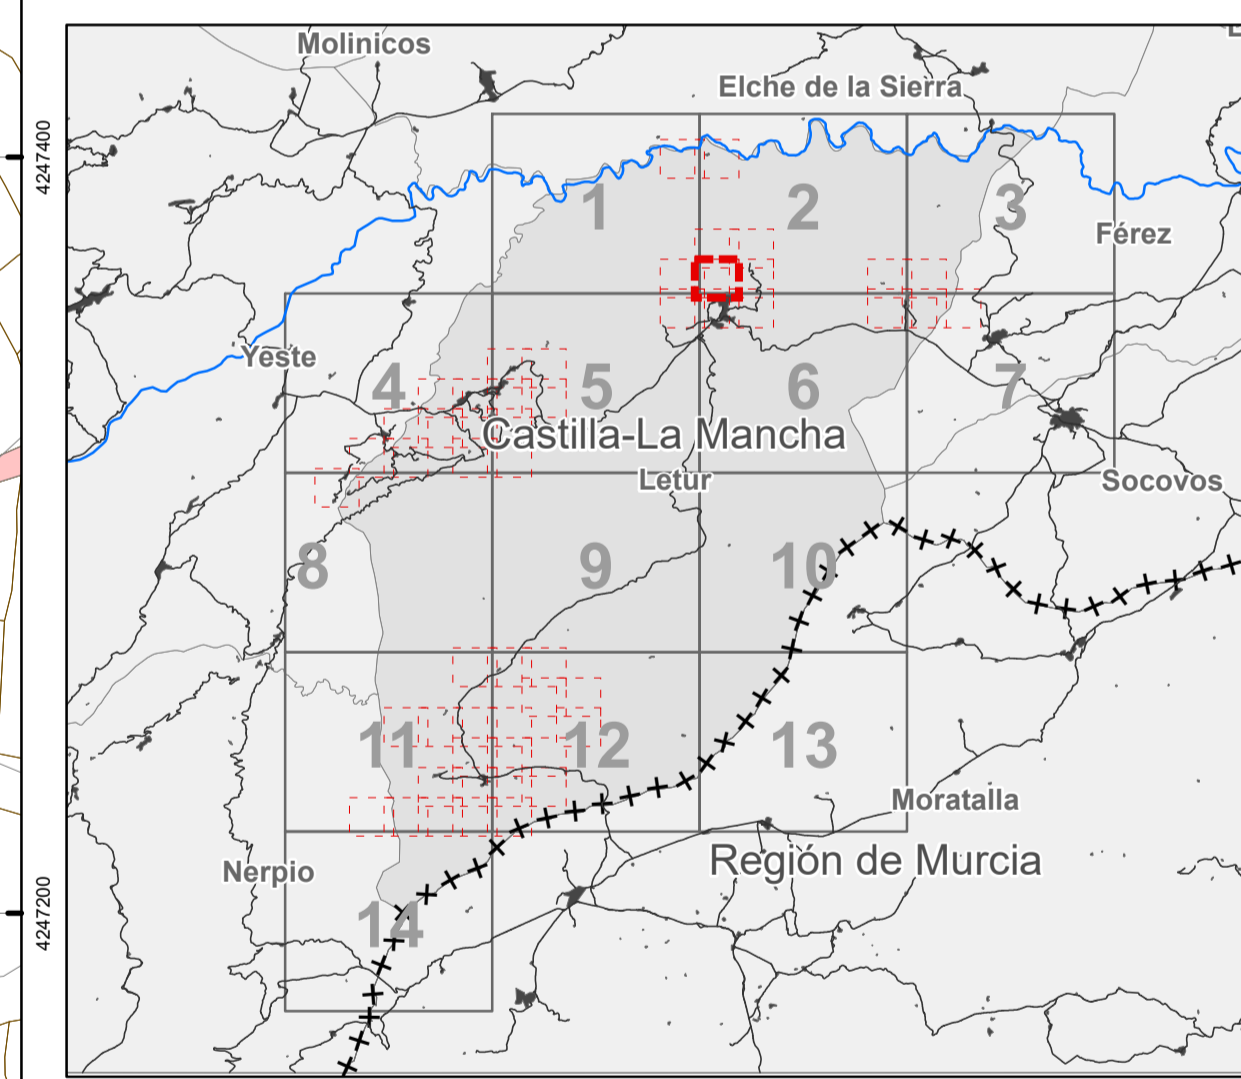 Molinicos
Elche de la Sierra
4247400
1
2
3
Férez
Yeste
4
5
6
7
Castilla-La Mancha
Letur
Socovos
8
9
10
11
12
13
Moratalla
Región de Murcia
Nerpio
4247200
14